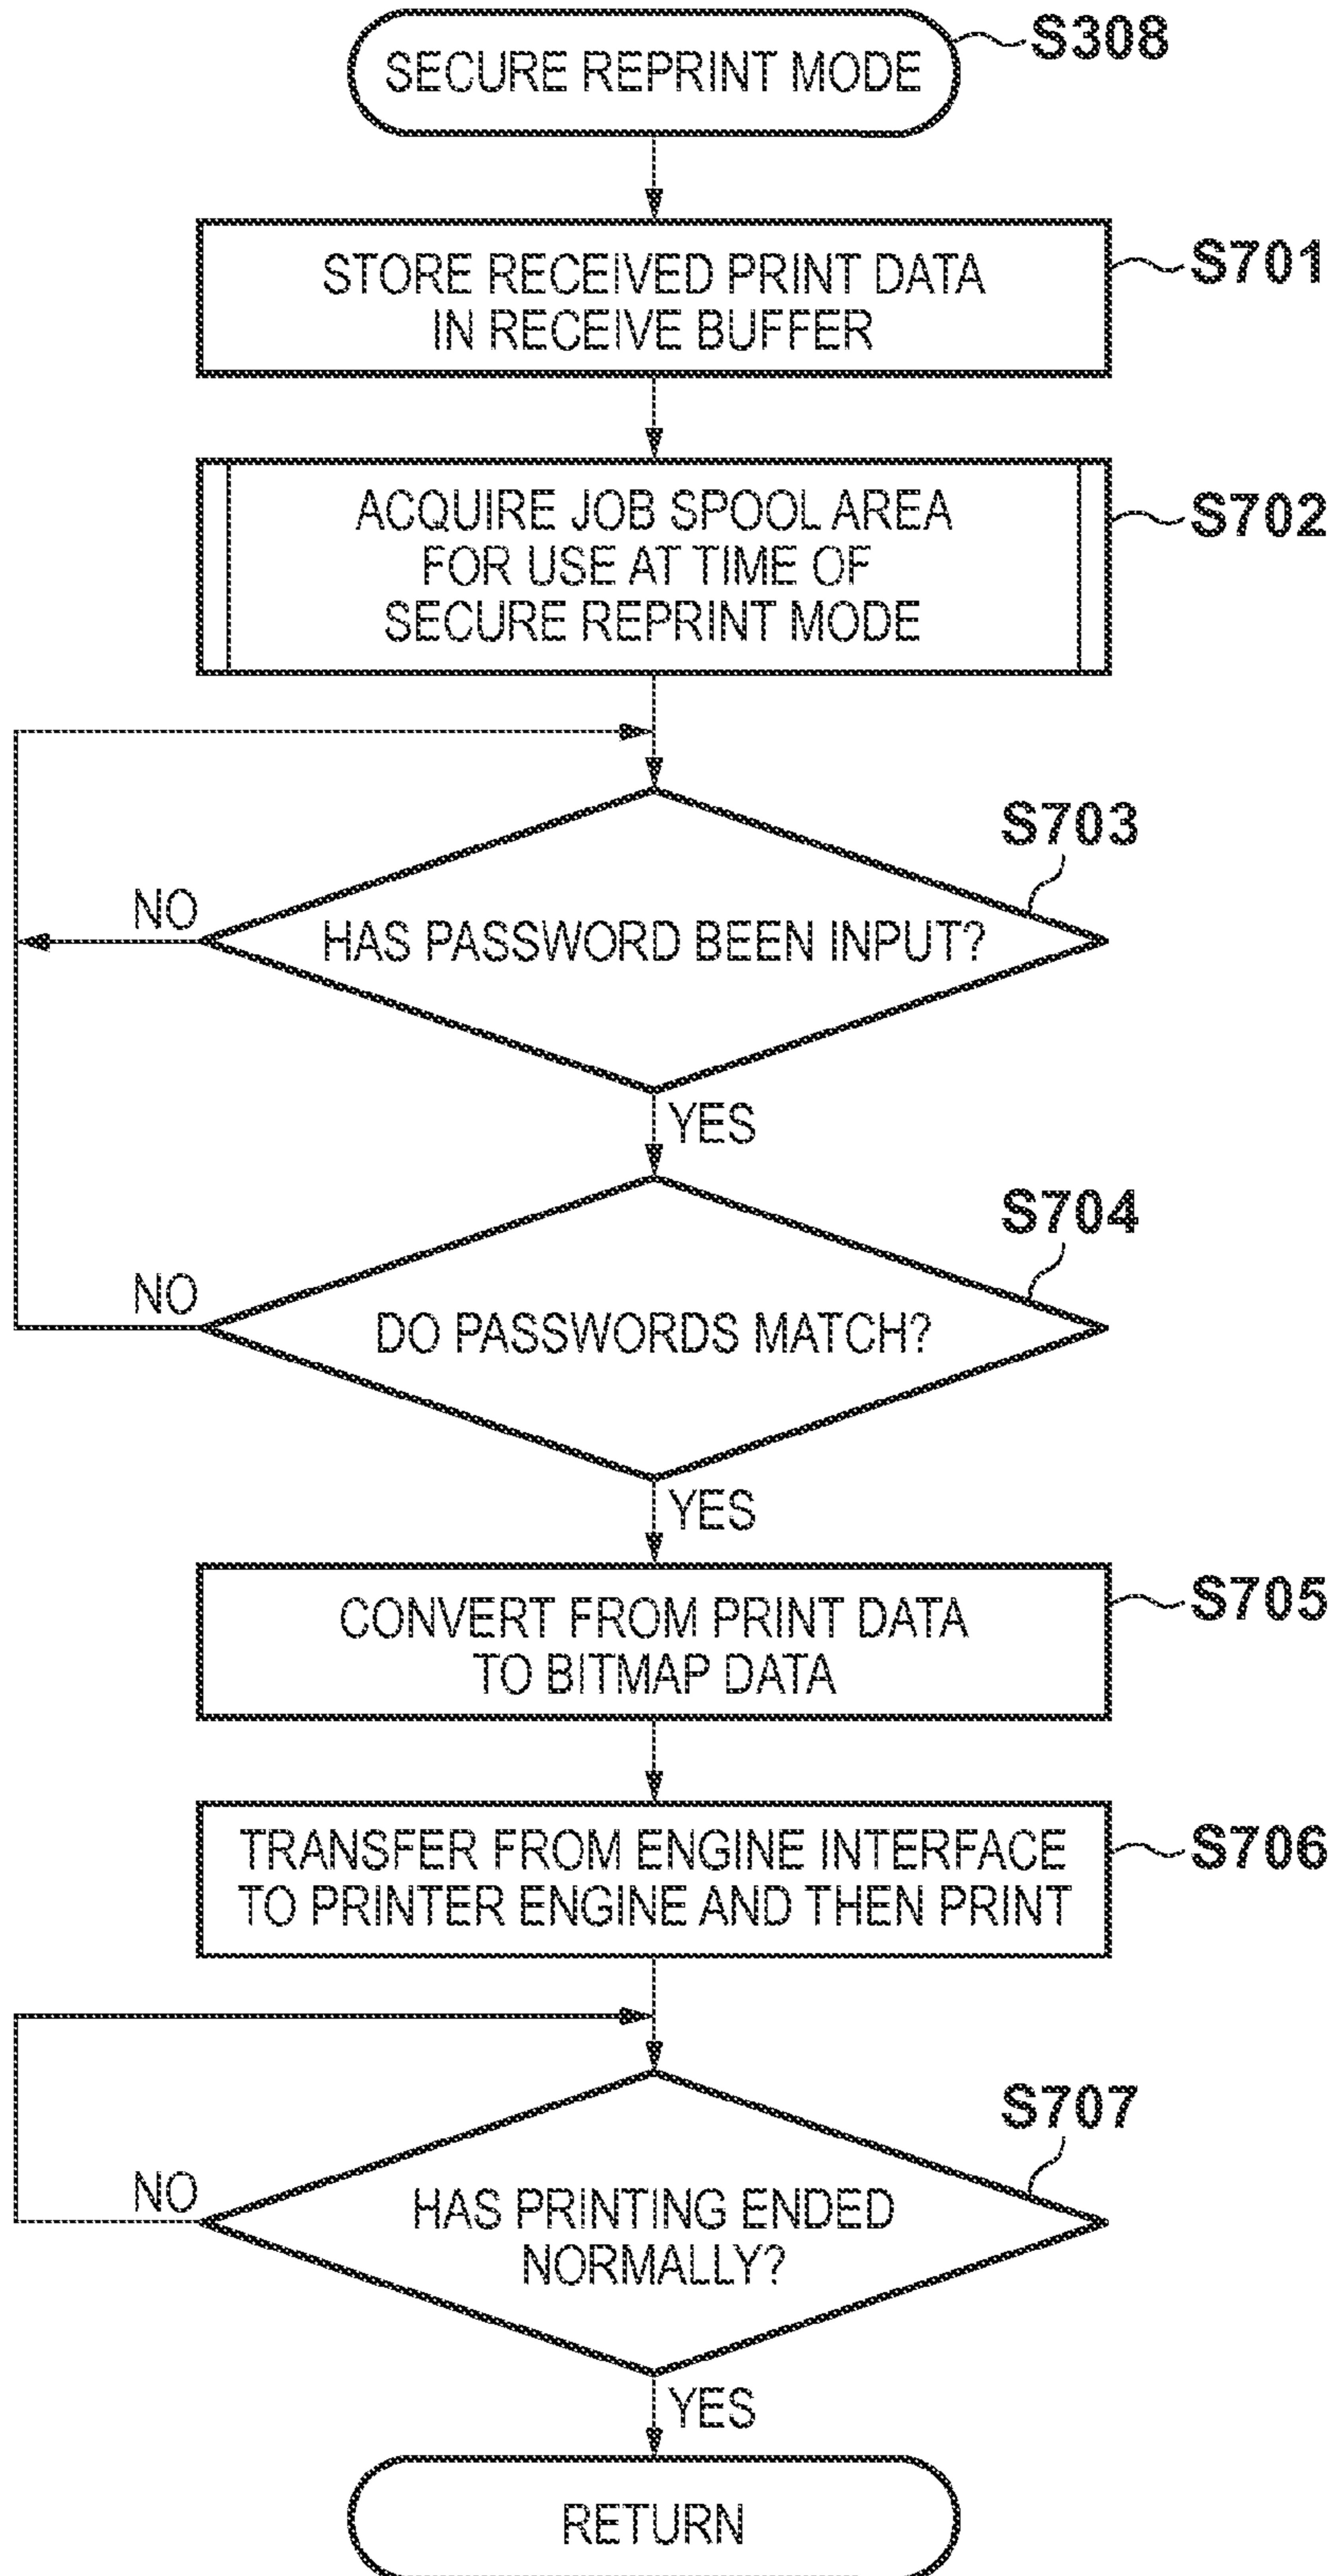 SECURE REPRINT MODE
S308
STORE RECEIVED PRINT DATA
IN RECEIVE BUFFER
S701
ACQUIRE JOB SPOOL AREA
FOR USE AT TIME OF
SECURE REPRINT MODE
S702
S703
NO
HAS PASSWORD BEEN INPUT?
YES
S704
NO
DO PASSWORDS MATCH?
YES
CONVERT FROM PRINT DATA
TO BITMAP DATA
S705
TRANSFER FROM ENGINE INTERFACE
TO PRINTER ENGINE AND THEN PRINT
S706
S707
NO
HAS PRINTING ENDED
NORMALLY?
YES
RETURN